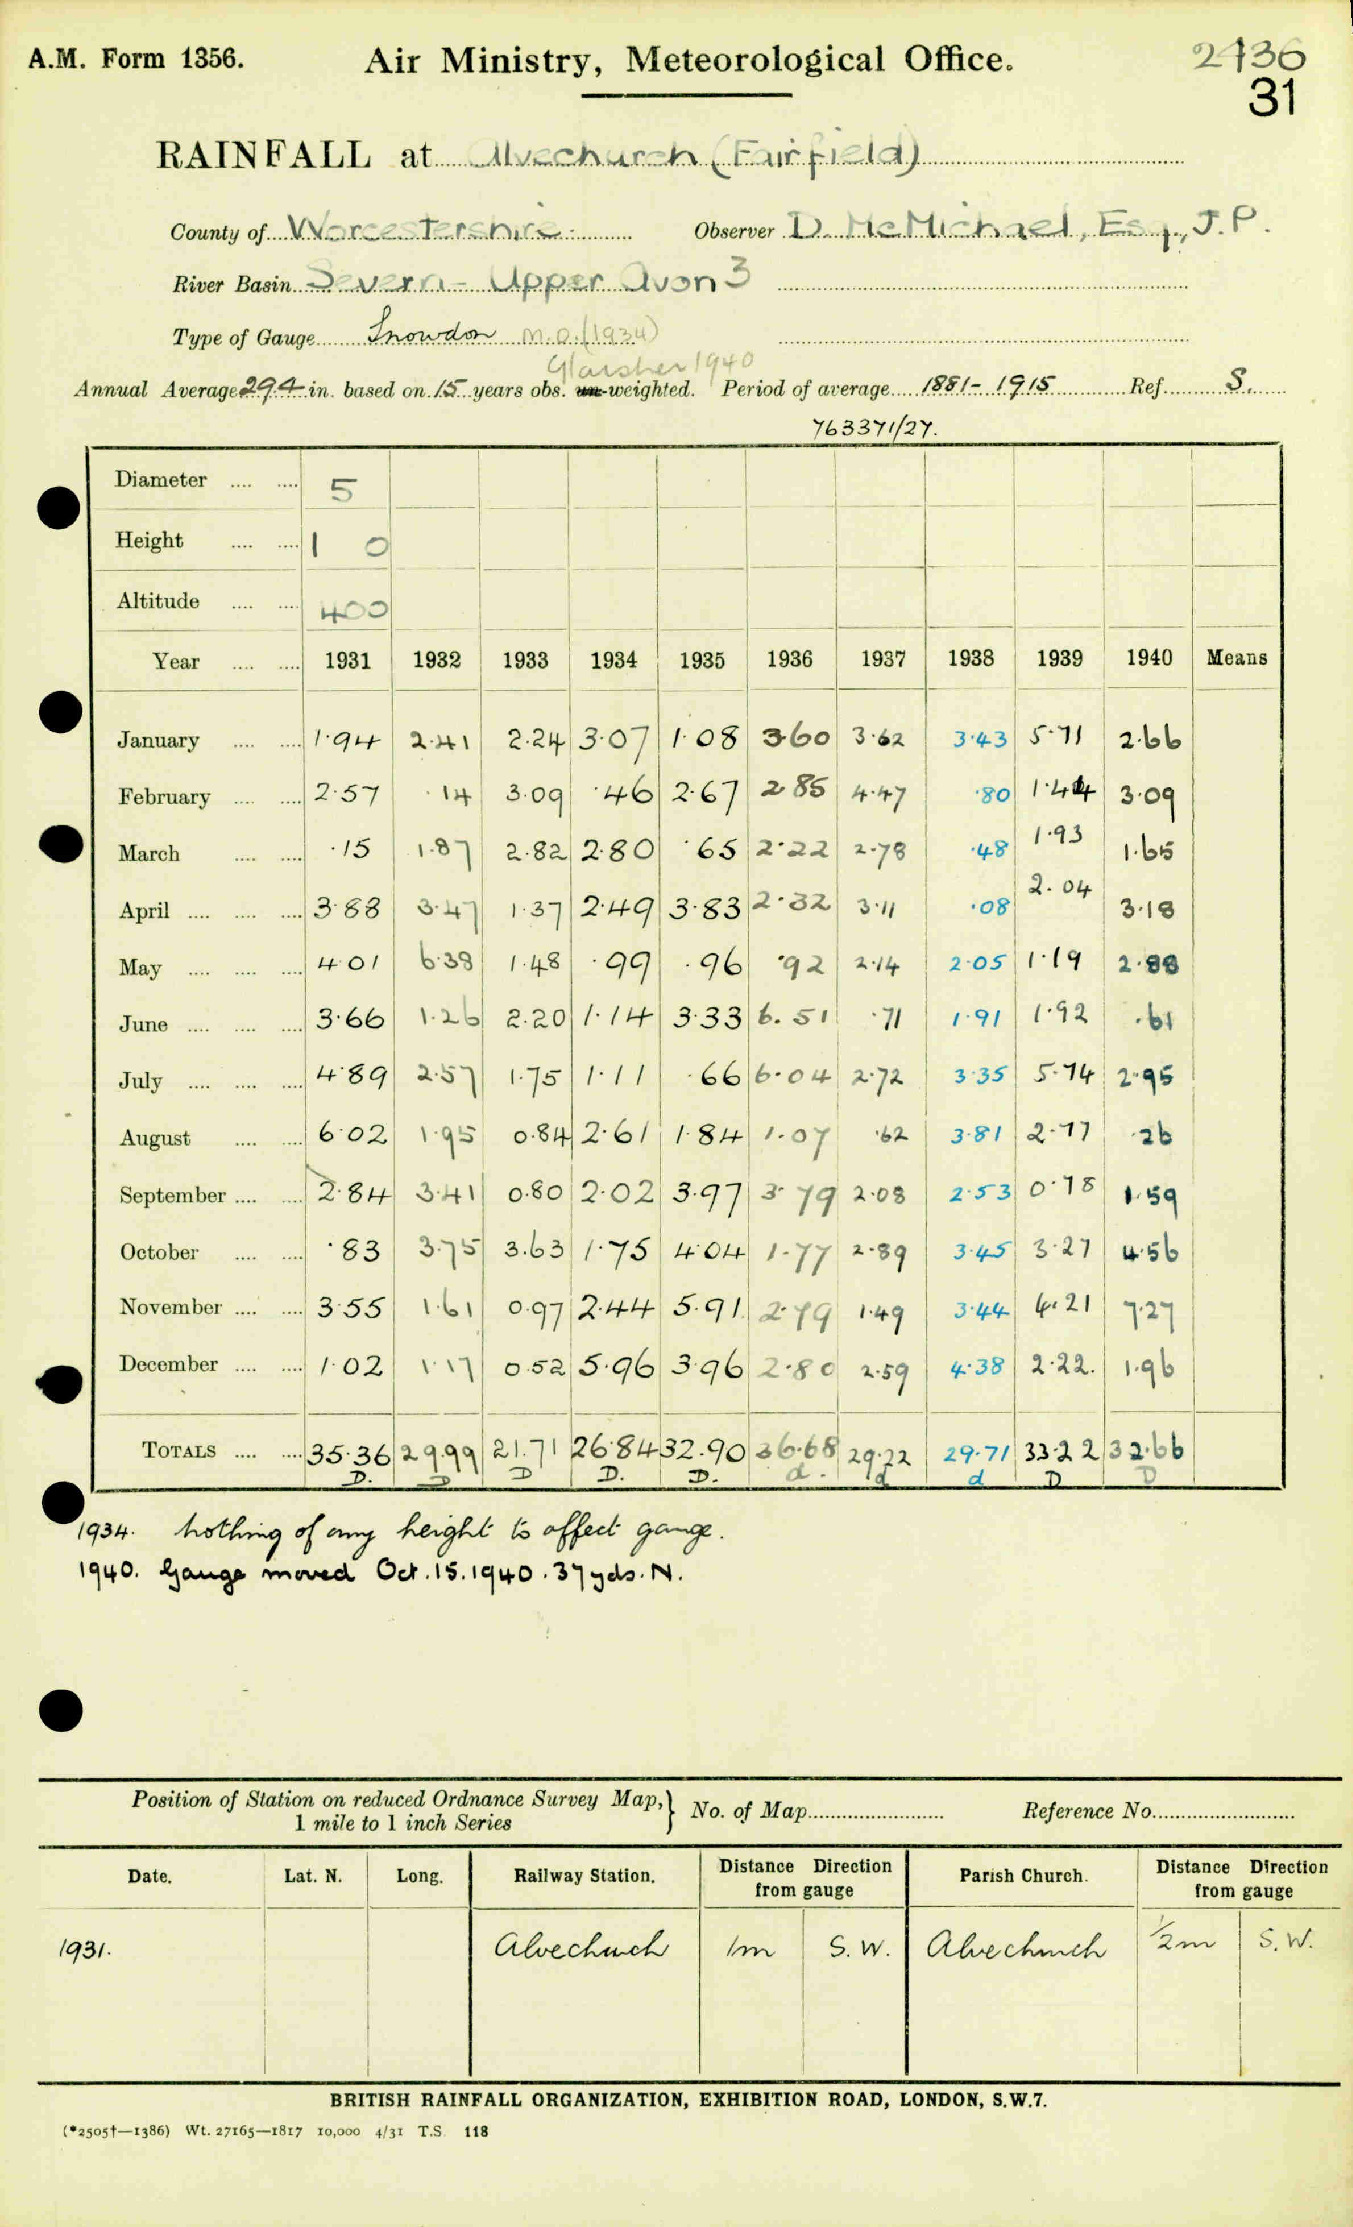 A.M. Form 1356. Air Ministry, Meteorological Office. 2436
31
RAINFALL at Alvechurch (Fairfield)
County of Worcestershire. Observer D. McMichael, Esq., J.P.
River Basin Severn - Upper Avon 3
Type of Gauge Snowdon M.O. (1934)
Glaisher 1940
Annual Average 29.4 in. based on 15 years obs. un-weighted. Period of average 1881-1915 Ref. S.
763371/27.
Diameter .... .... 5
Height .... .... 1 0
Altitude .... .... 400
Year .... .... 1931 1932 1933 1934 1935 1936 1937 1938 1939 1940 Means
January .... .... 1.94 2.41 2.24 3.07 1.08 3.60 3.62 3.43 5.71 2.66
February .... .... 2.57 .14 3.09 .46 2.67 2.85 4.47 .80 1.44 3.09
March .... .... .15 1.87 2.82 2.80 .65 2.22 2.78 .48 1.93 1.65
April .... .... .... 3.88 3.47 1.37 2.49 3.83 2.32 3.11 .08 2.04 3.18
May .... .... .... 4.01 6.38 1.48 .99 .96 .92 2.14 2.05 1.19 2.88
June .... .... .... 3.66 1.26 2.20 1.14 3.33 6.51 .71 1.91 1.92 .61
July .... .... .... 4.89 2.57 1.75 1.11 .66 6.04 2.72 3.35 5.74 2.95
August .... .... 6.02 1.95 0.84 2.61 1.84 1.07 .62 3.81 2.77 .26
September .... .... 2.84 3.41 0.80 2.02 3.97 3.79 2.08 2.53 0.78 1.59
October .... .... .83 3.75 3.63 1.75 4.04 1.77 2.89 3.45 3.27 4.56
November .... .... 3.55 1.61 0.97 2.44 5.91 2.79 1.49 3.44 4.21 7.27
December .... .... 1.02 1.17 0.52 5.96 3.96 2.80 2.59 4.38 2.22. 1.96
TOTALS .... .... 35.36 29.99 21.71 26.84 32.90 36.68 29.22 29.71 33.22 32.66
D. D D D. D. d. d d D D
1934. Nothing of any height to affect gauge.
1940. Gauge moved Oct. 15. 1940. 37 yds. N.
Position of Station on reduced Ordnance Survey Map, } No. of Map Reference No.
1 mile to 1 inch Series
Date. Lat. N. Long. Railway Station. Distance Direction from gauge Parish Church. Distance Direction from gauge
1931. Alvechurch 1m S.W. Alvechurch ½m S.W.
BRITISH RAINFALL ORGANIZATION, EXHIBITION ROAD, LONDON, S.W.7.
(*2505†—1386) Wt. 27165—1817 10,000 4/31 T.S. 118